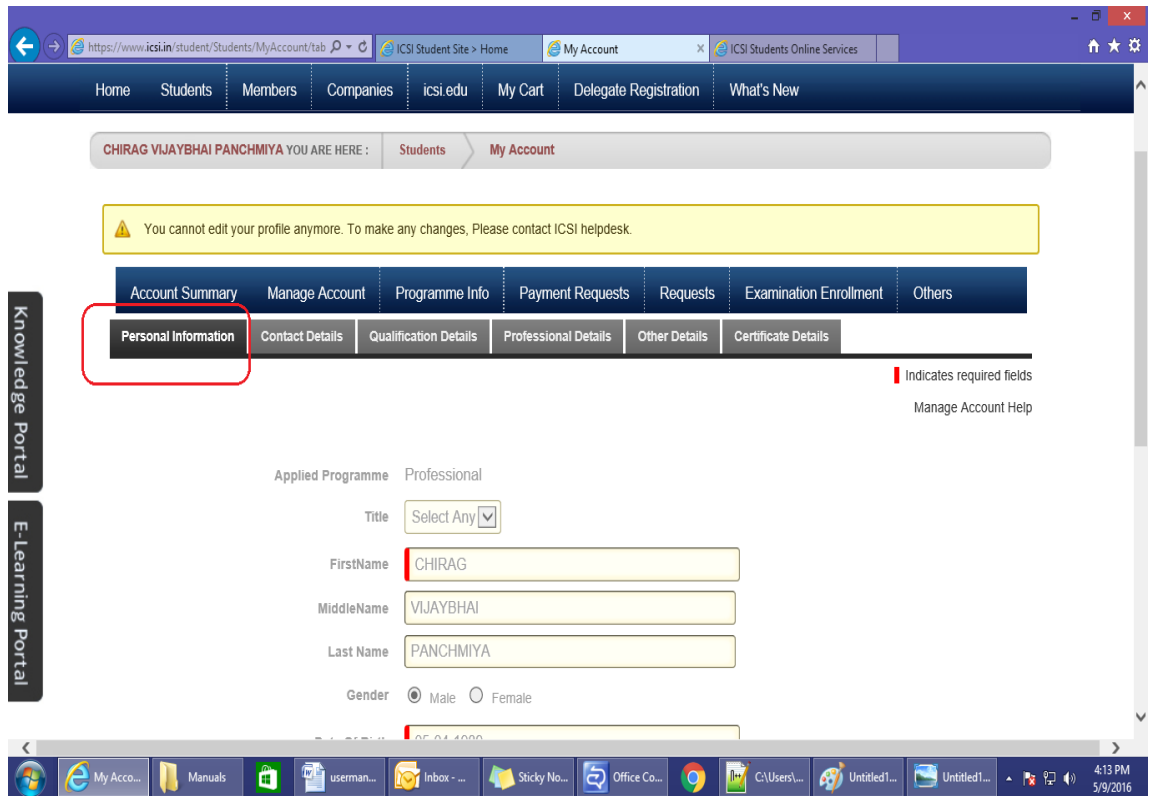 https://www.icsi.in/student/Students/MyAccount/tab
ICSI Student Site > Home
My Account
ICSI Students Online Services
Home Students Members Companies icsi.edu My Cart Delegate Registration What's New
CHIRAG VIJAYBHAI PANCHMIYA YOU ARE HERE : Students My Account
You cannot edit your profile anymore. To make any changes, Please contact ICSI helpdesk.
Account Summary Manage Account Programme Info Payment Requests Requests Examination Enrollment Others
Personal Information Contact Details Qualification Details Professional Details Other Details Certificate Details
Indicates required fields
Manage Account Help
Knowledge Portal
E-Learning Portal
Applied Programme Professional
Title Select Any
FirstName CHIRAG
MiddleName VIJAYBHAI
Last Name PANCHMIYA
Gender Male Female
My Acco... Manuals userman... Inbox - ... Sticky No... Office Co... C:\Users\... Untitled1... Untitled1... 4:13 PM
5/9/2016